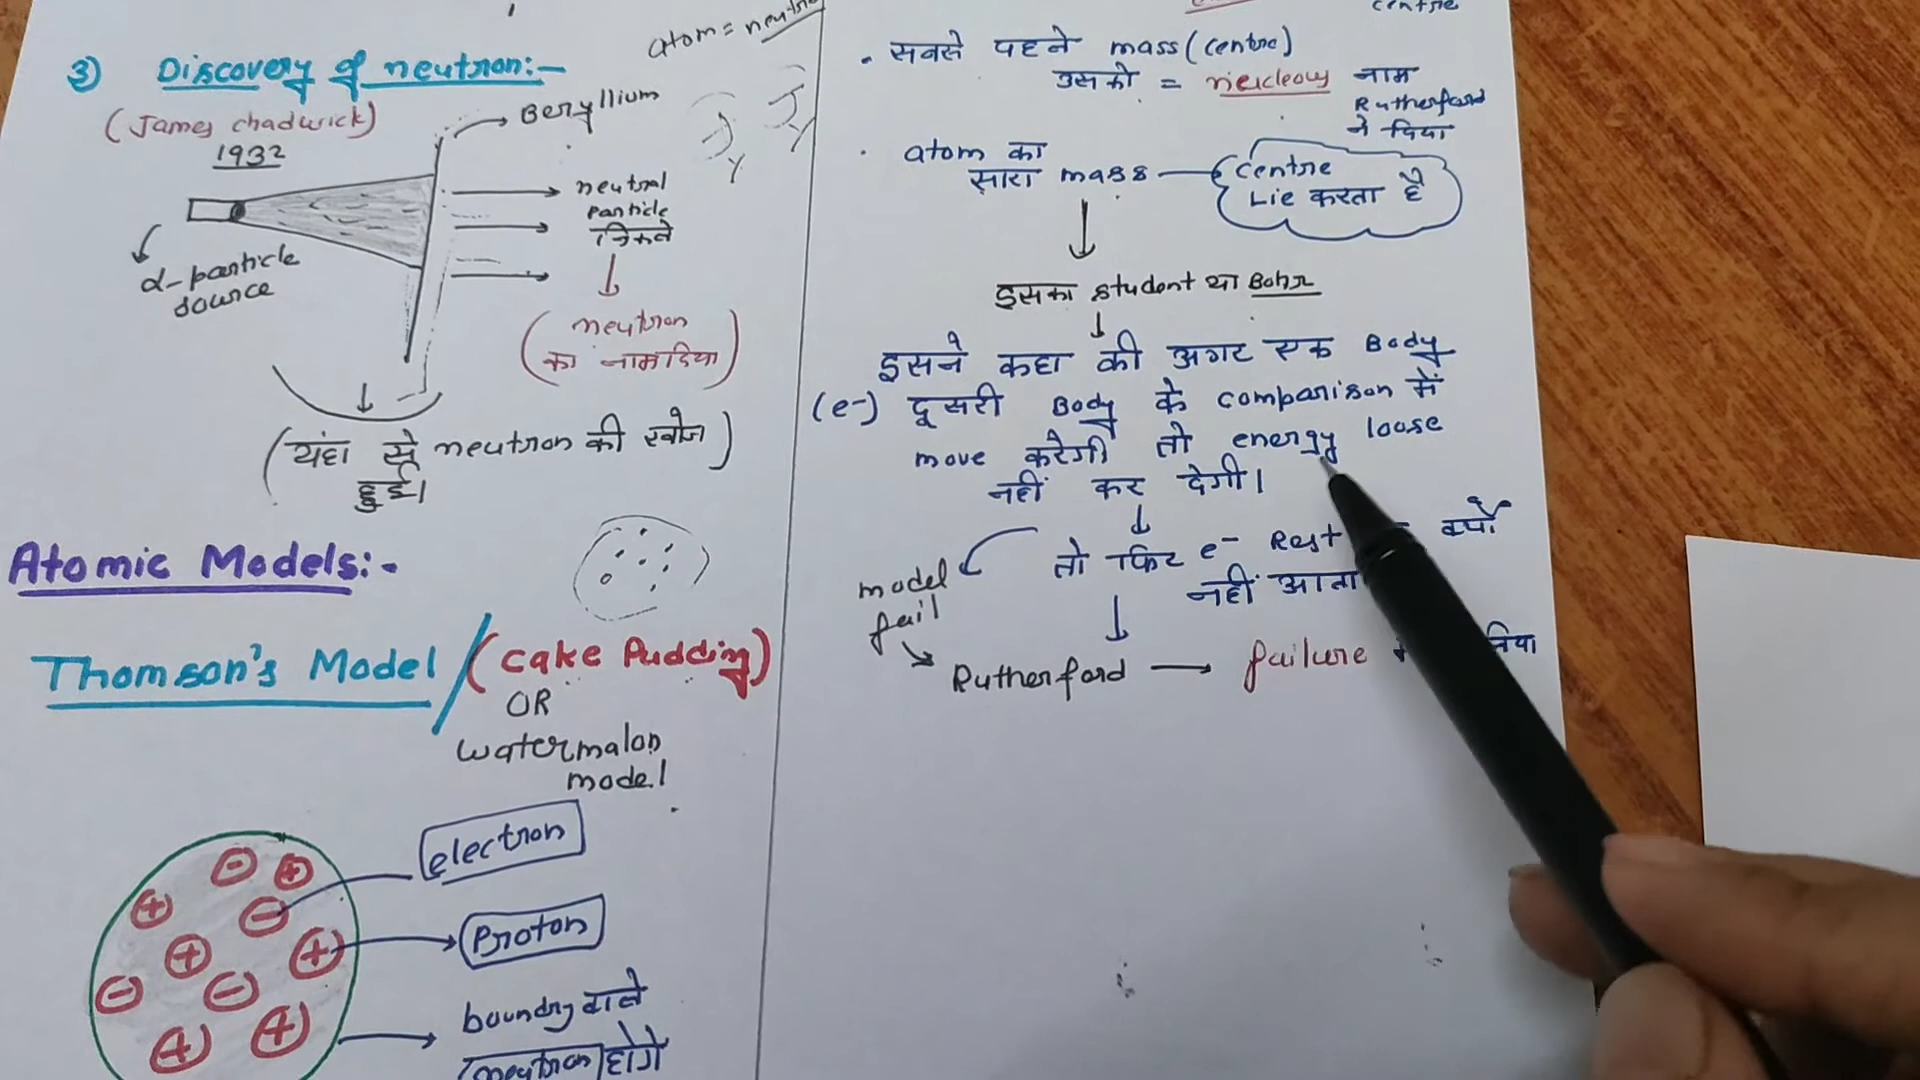 3) Discovery of neutron:-
(James chadwick)
1932
atom = neutra
Beryllium
neutral
particle
निकले
α-particle
source
(neutron
का नाम दिया)
(यंहा से neutron की खोज)
हुई।
Atomic Models:-
Thomson's Model / (Cake Pudding)
OR
watermalon
model
electron
Proton
boundry वाले
neutron होगे
centre
. सबसे पहले mass (centre)
उसको = neucleous नाम
Rutherford
ने दिया
. atom का
सारा mass
centre
Lie करता है
इसका student था Bohr
इसने कहा की अगर एक Body
(e-) दूसरी Body के comparison में
move करेगी तो energy loose
नहीं कर देगी।
तो फिर e- Rest क्यों
नहीं आता
model
fail
Rutherford → failure